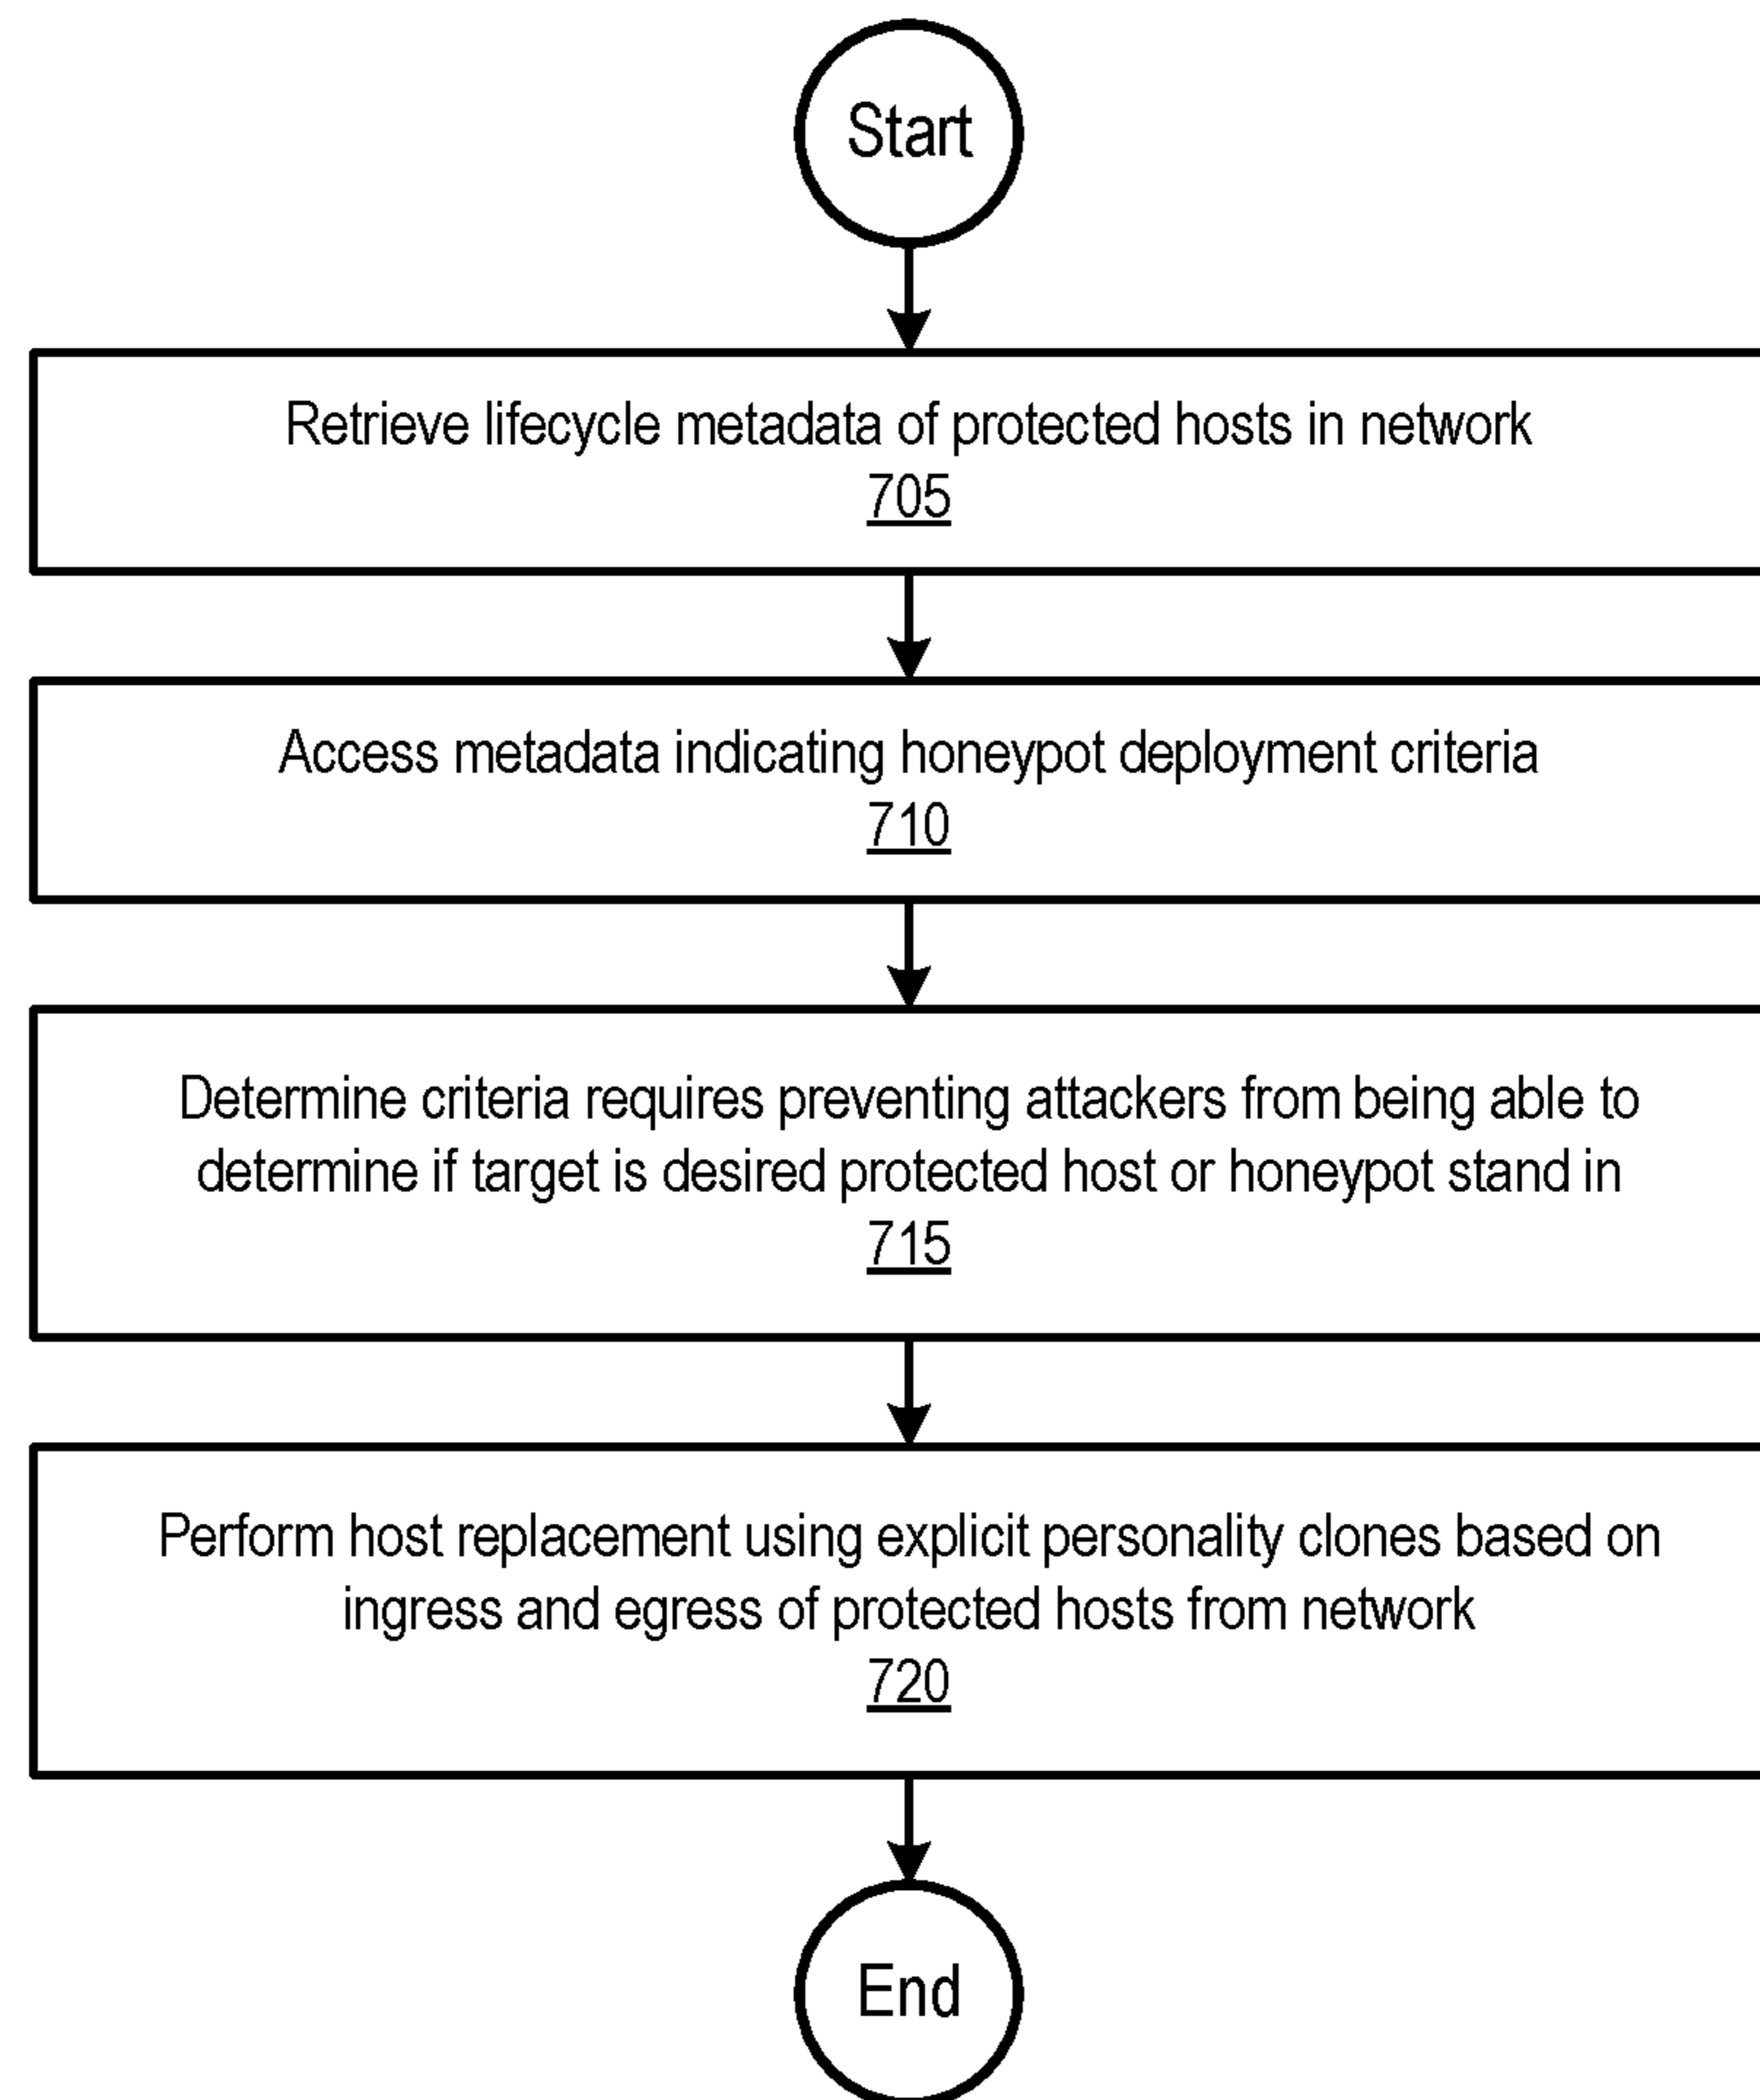 Start
Retrieve lifecycle metadata of protected hosts in network
705
Access metadata indicating honeypot deployment criteria
710
Determine criteria requires preventing attackers from being able to
determine if target is desired protected host or honeypot stand in
715
Perform host replacement using explicit personality clones based on
ingress and egress of protected hosts from network
720
End